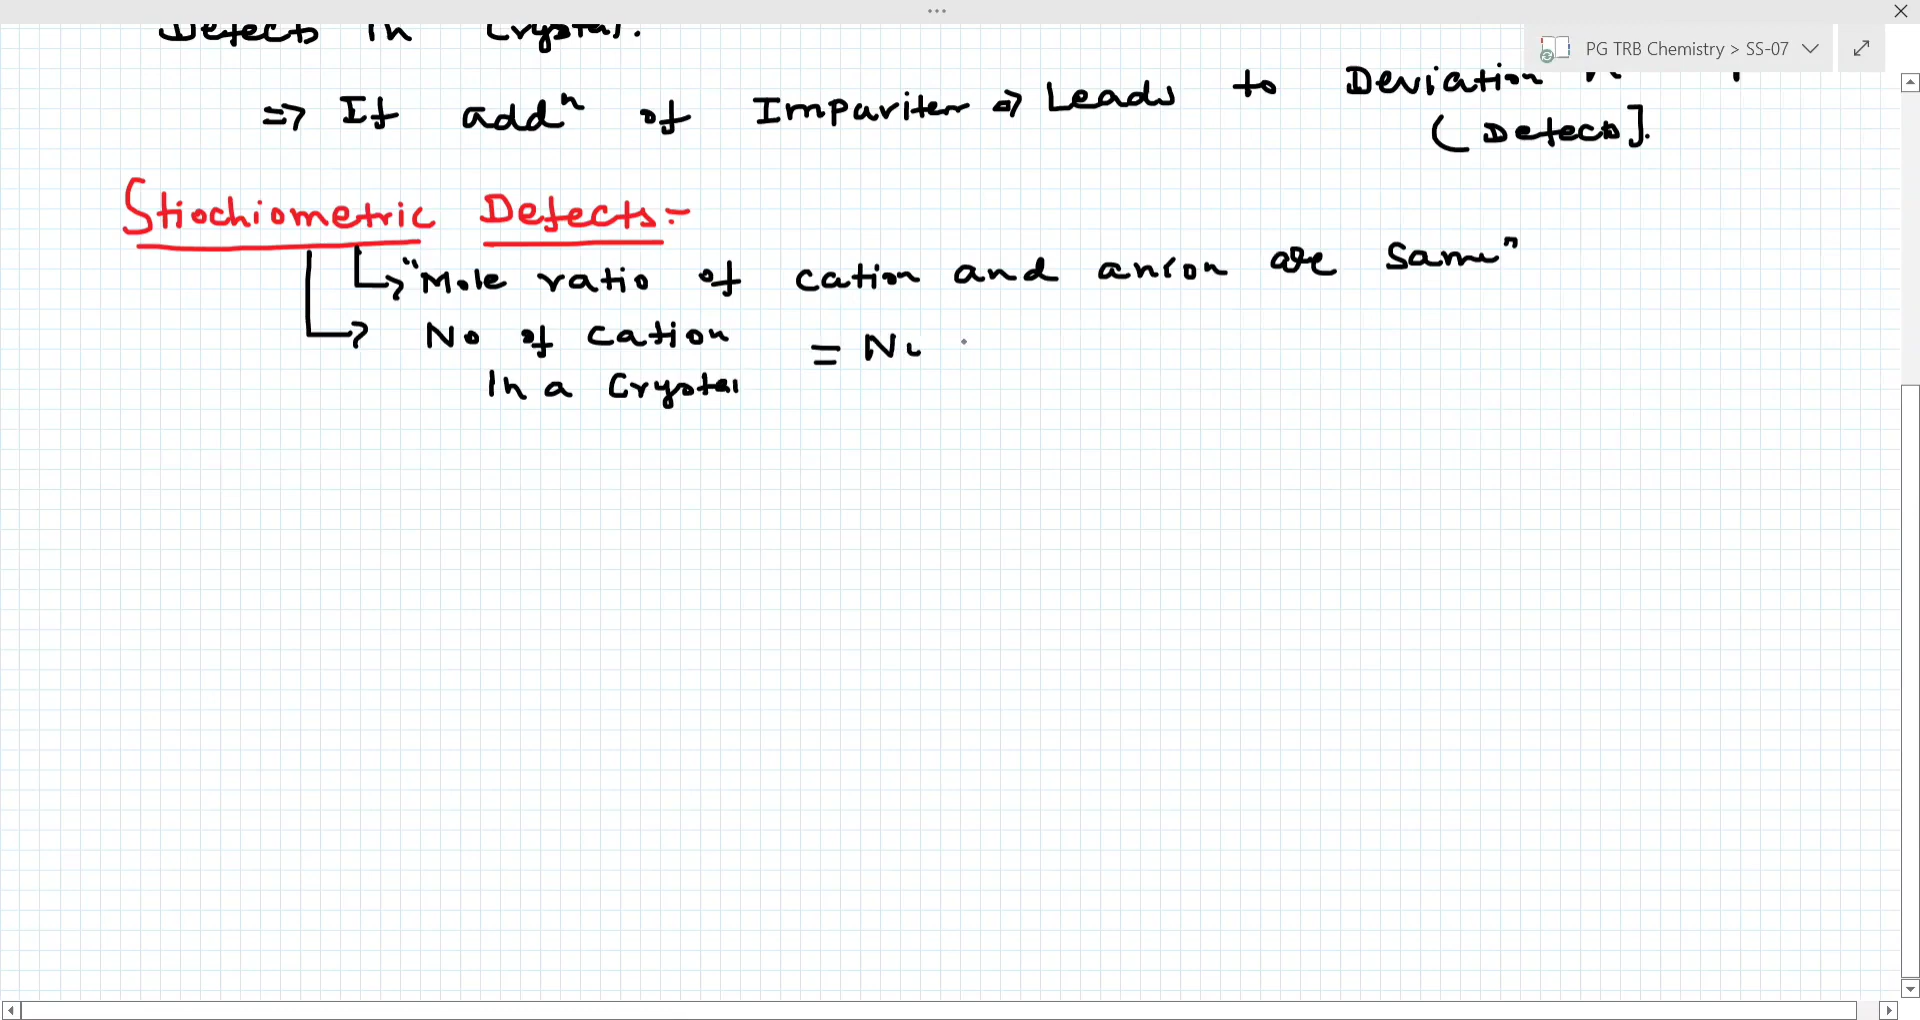 Defects in Crystal.
PG TRB Chemistry > SS-07
=> If addⁿ of Impurities => Leads to Deviation
( Defects ].
Stiochiometric Defects:-
"Mole ratio of cation and anion are same"
No of cation = No
In a Crystal